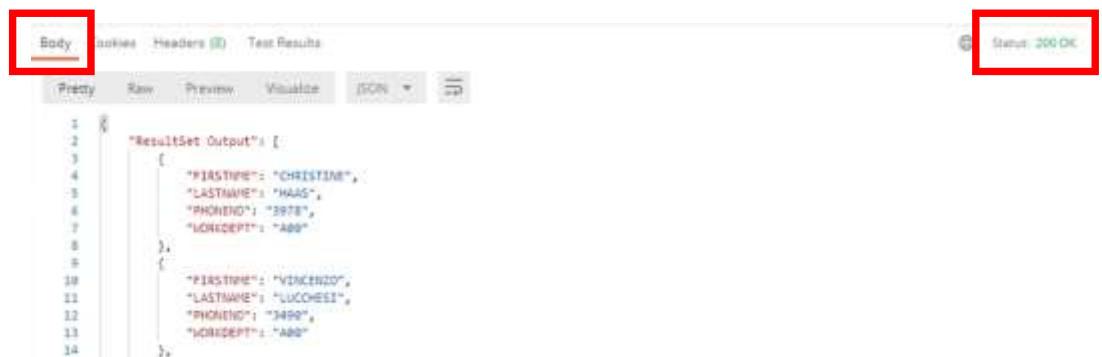 Body Cookies Headers (8) Test Results Status: 200 OK
Pretty Raw Preview Visualize JSON
1 {
2 "ResultSet Output": [
3 {
4 "FIRSTNME": "CHRISTINE",
5 "LASTNAME": "HAAS",
6 "PHONENO": "3978",
7 "WORKDEPT": "A00"
8 },
9 {
10 "FIRSTNME": "VINCENZO",
11 "LASTNAME": "LUCCHESI",
12 "PHONENO": "3490",
13 "WORKDEPT": "A00"
14 },